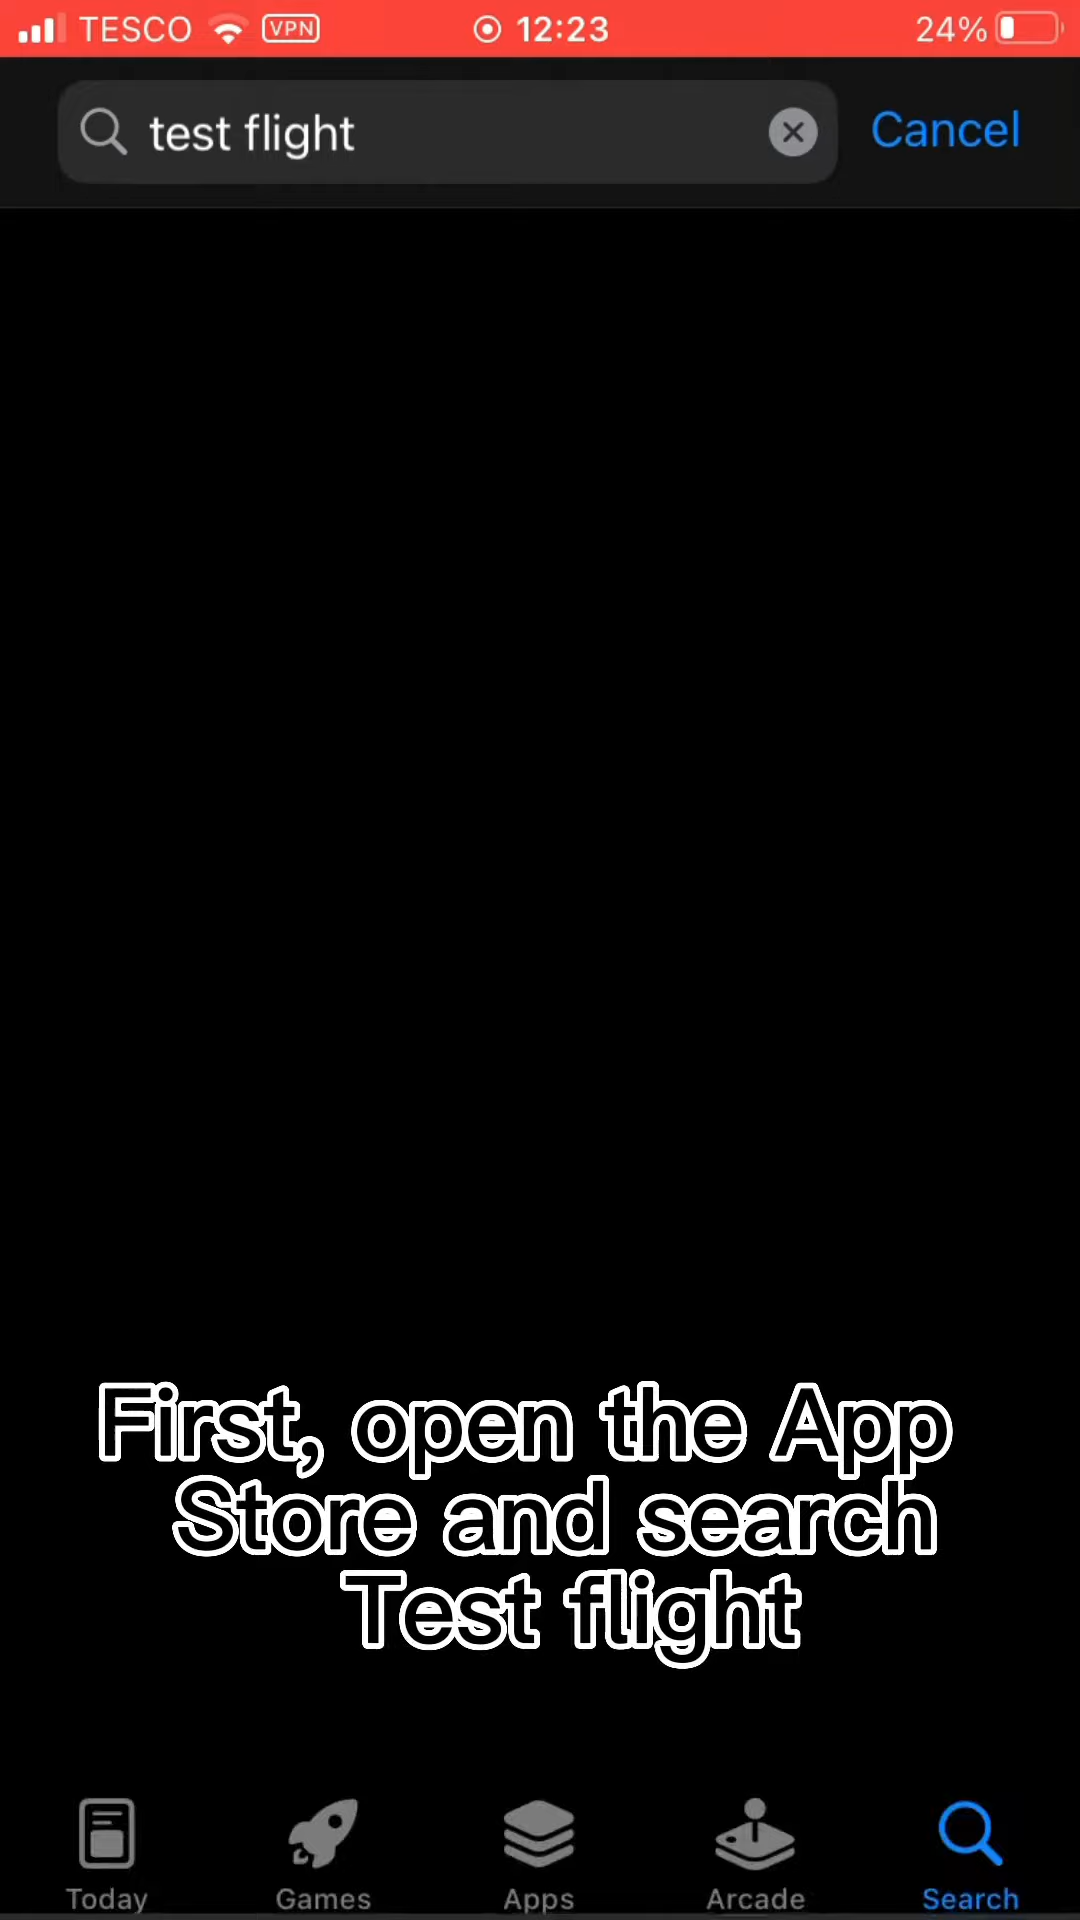 TESCO VPN 12:23 24%
test flight Cancel
First, open the App
Store and search
Test flight
Today Games Apps Arcade Search